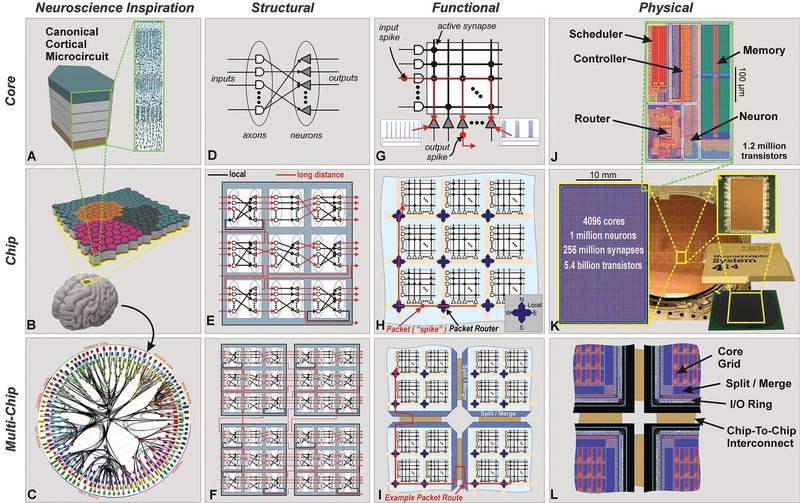 Neuroscience Inspiration
Structural
Functional
Physical
Core
Canonical
Cortical
Microcircuit
A
inputs
outputs
axons
neurons
D
input
spike
active synapse
output
spike
G
Scheduler
Controller
Router
Memory
100 µm
Neuron
1.2 million
transistors
J
Chip
B
local
long distance
E
Packet ("spike")
Packet Router
N
Local
W
E
S
H
10 mm
4096 cores
1 million neurons
256 million synapses
5.4 billion transistors
IBM
Neurosynaptic
System
414
K
Multi-Chip
C
F
Split / Merge
Split / Merge
Example Packet Route
I
Core
Grid
Split / Merge
I/O Ring
Chip-To-Chip
Interconnect
L